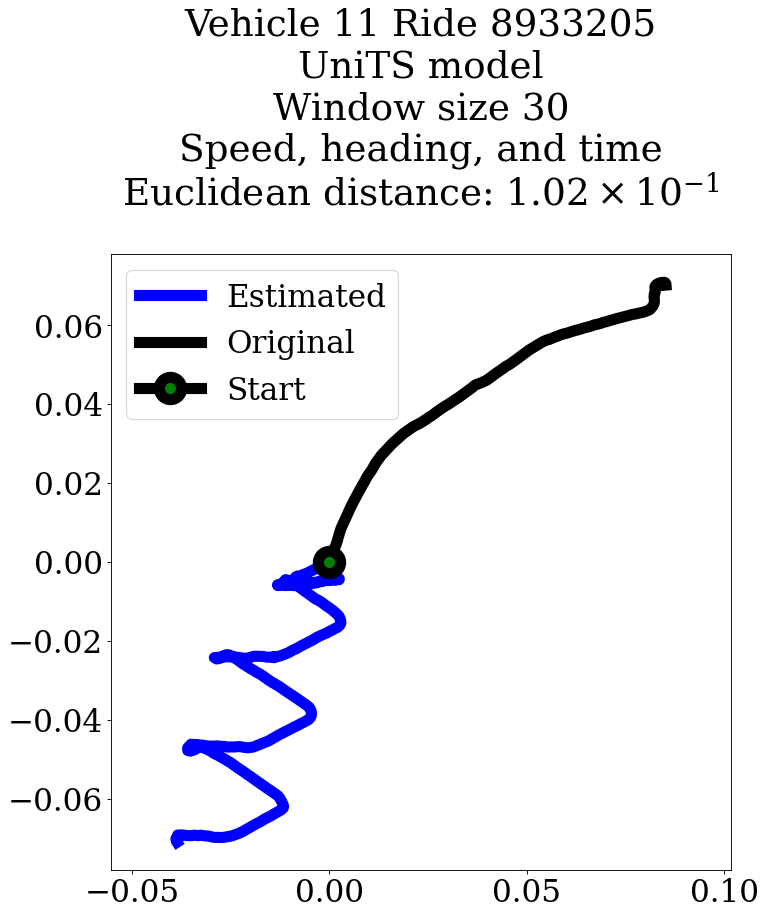 Vehicle 11 Ride 8933205
UniTS model
Window size 30
Speed, heading, and time
Euclidean distance: 1.02 × 10⁻¹
Estimated
Original
Start
0.06
0.04
0.02
0.00
−0.02
−0.04
−0.06
−0.05 0.00 0.05 0.10